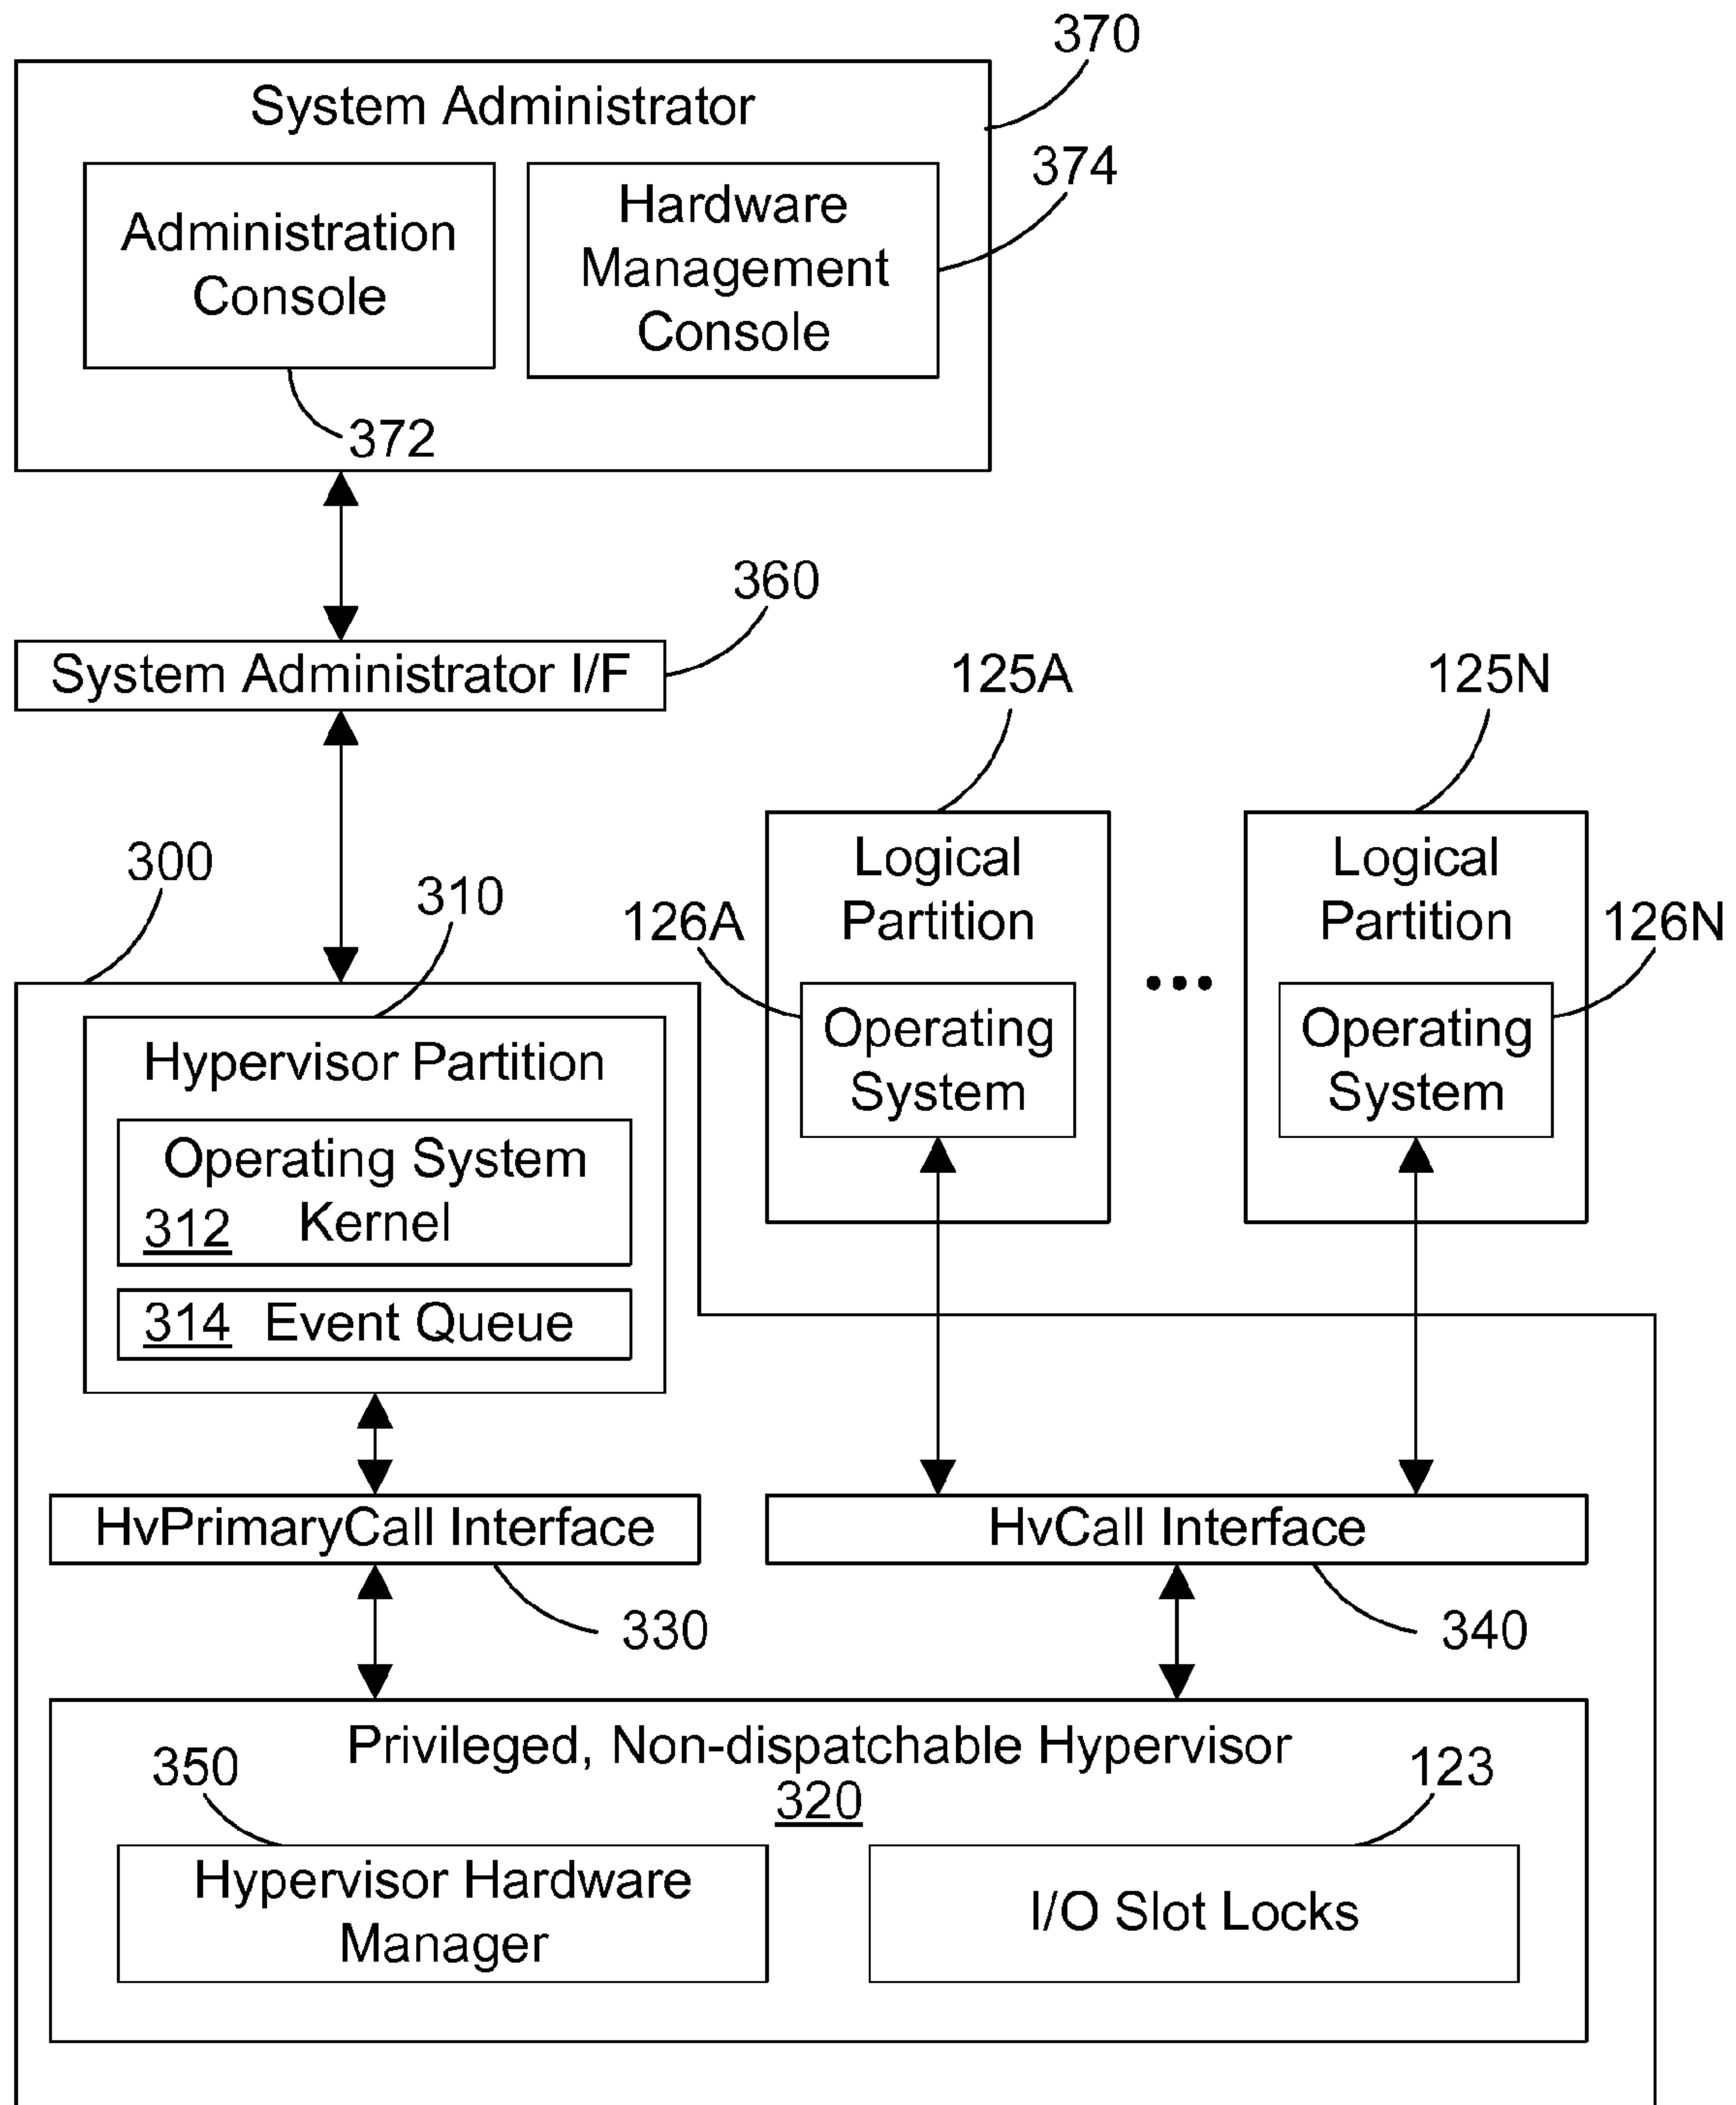 370
System Administrator
374
Administration
Console
Hardware
Management
Console
372
360
System Administrator I/F
125A
125N
300
310
Logical
Partition
Logical
Partition
126A
126N
Operating
System
...
Operating
System
Hypervisor Partition
Operating System
312 Kernel
314 Event Queue
HvPrimaryCall Interface
HvCall Interface
330
340
Privileged, Non-dispatchable Hypervisor
350
320
123
Hypervisor Hardware
Manager
I/O Slot Locks